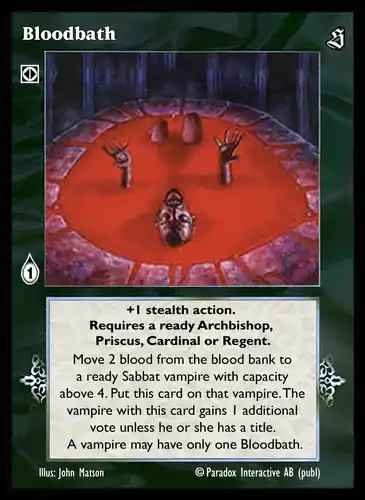 Bloodbath
1
+1 stealth action.
Requires a ready Archbishop,
Priscus, Cardinal or Regent.
Move 2 blood from the blood bank to
a ready Sabbat vampire with capacity
above 4. Put this card on that vampire. The
vampire with this card gains 1 additional
vote unless he or she has a title.
A vampire may have only one Bloodbath.
Illus: John Matson © Paradox Interactive AB (publ)